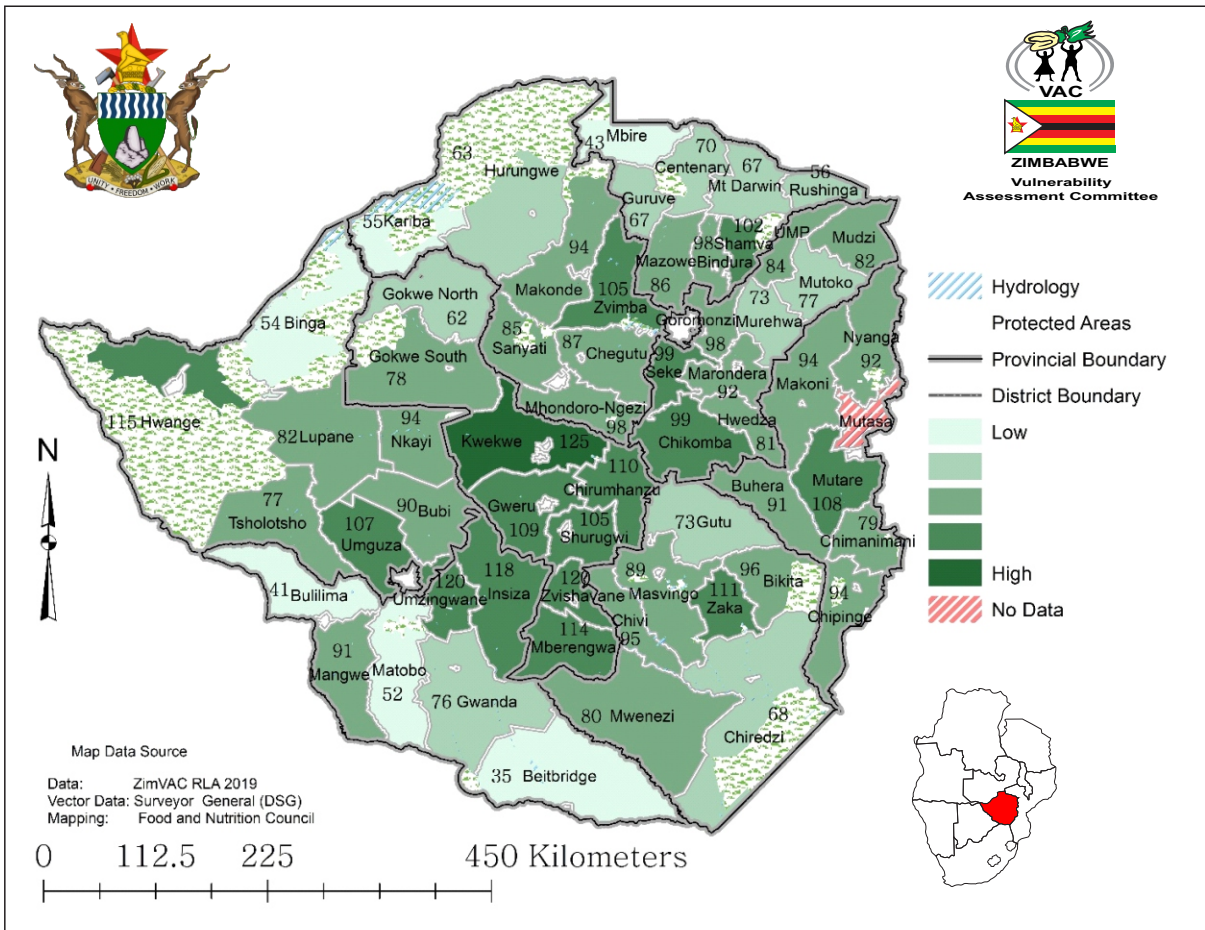 UNITY • FREEDOM • WORK
VAC
ZIMBABWE
Vulnerability
Assessment Committee
43 Mbire
63
Hurungwe
70
Centenary
67
Mt Darwin
56
Rushinga
Guruve
67
55 Kariba
94
Makonde
105
Zvimba
Mazowe
86
98
Bindura
102
Shamva
UMP
84
Mudzi
82
Mutoko
77
73
Murehwa
Goromonzi
98
Gokwe North
62
54 Binga
Gokwe South
78
85
Sanyati
87
Chegutu
99
Seke
Marondera
92
94
Makoni
Nyanga
92
Mutasa
115 Hwange
82 Lupane
94
Nkayi
Mhondoro-Ngezi
98
Kwekwe
125
99
Chikomba
Hwedza
81
110
Chirumhanzu
Buhera
91
Mutare
108
77
Tsholotsho
107
Umguza
90 Bubi
Gweru
109
105
Shurugwi
73 Gutu
79
Chimanimani
41 Bulilima
120
Umzingwane
118
Insiza
120
Zvishavane
89
Masvingo
111
Zaka
96
Bikita
94
Chipinge
Chivi
95
114
Mberengwa
91
Mangwe
Matobo
52
76 Gwanda
80 Mwenezi
68
Chiredzi
35 Beitbridge
Hydrology
Protected Areas
Provincial Boundary
District Boundary
Low
High
No Data
N
Map Data Source
Data: ZimVAC RLA 2019
Vector Data: Surveyor General (DSG)
Mapping: Food and Nutrition Council
0 112.5 225 450 Kilometers